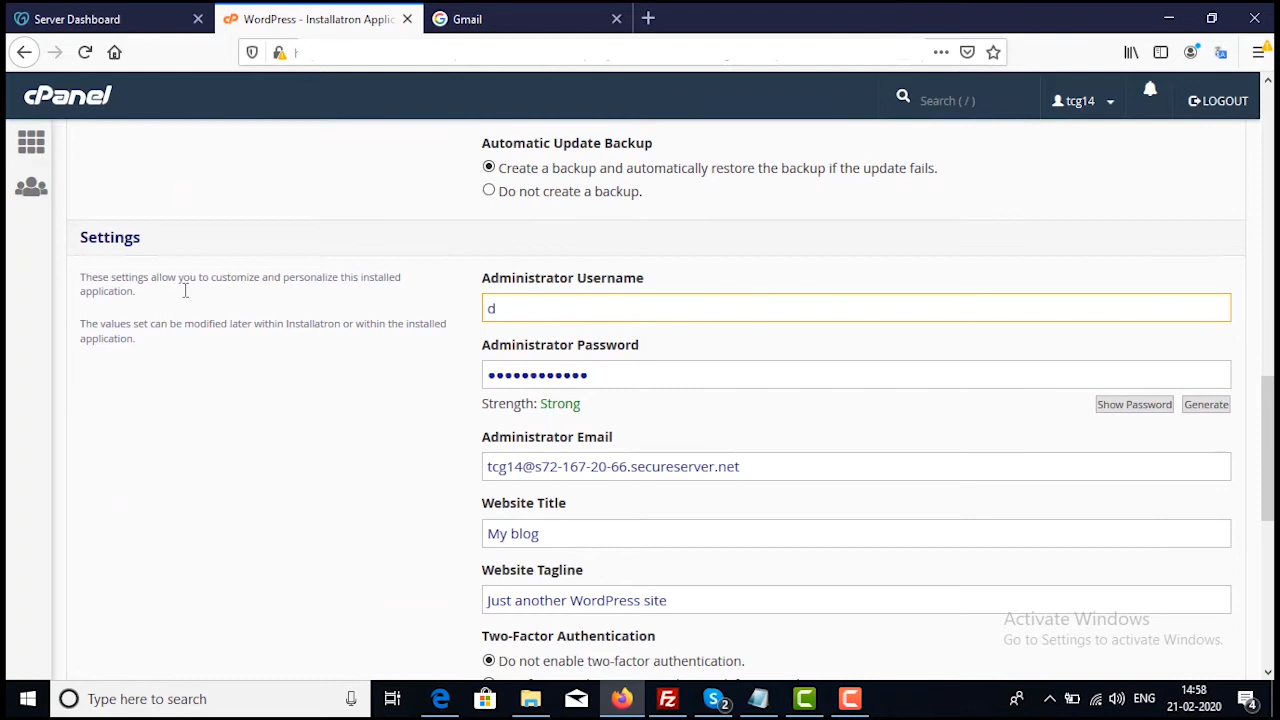 Server Dashboard
WordPress - Installatron Applic
Gmail
cPanel
Search ( / )
tcg14
LOGOUT
Automatic Update Backup
Create a backup and automatically restore the backup if the update fails.
Do not create a backup.
Settings
These settings allow you to customize and personalize this installed
application.
The values set can be modified later within Installatron or within the installed
application.
Administrator Username
d
Administrator Password
••••••••••••
Strength: Strong
Show Password
Generate
Administrator Email
tcg14@s72-167-20-66.secureserver.net
Website Title
My blog
Website Tagline
Just another WordPress site
Two-Factor Authentication
Do not enable two-factor authentication.
Activate Windows
Go to Settings to activate Windows.
Type here to search
2
ENG
14:58
21-02-2020
4